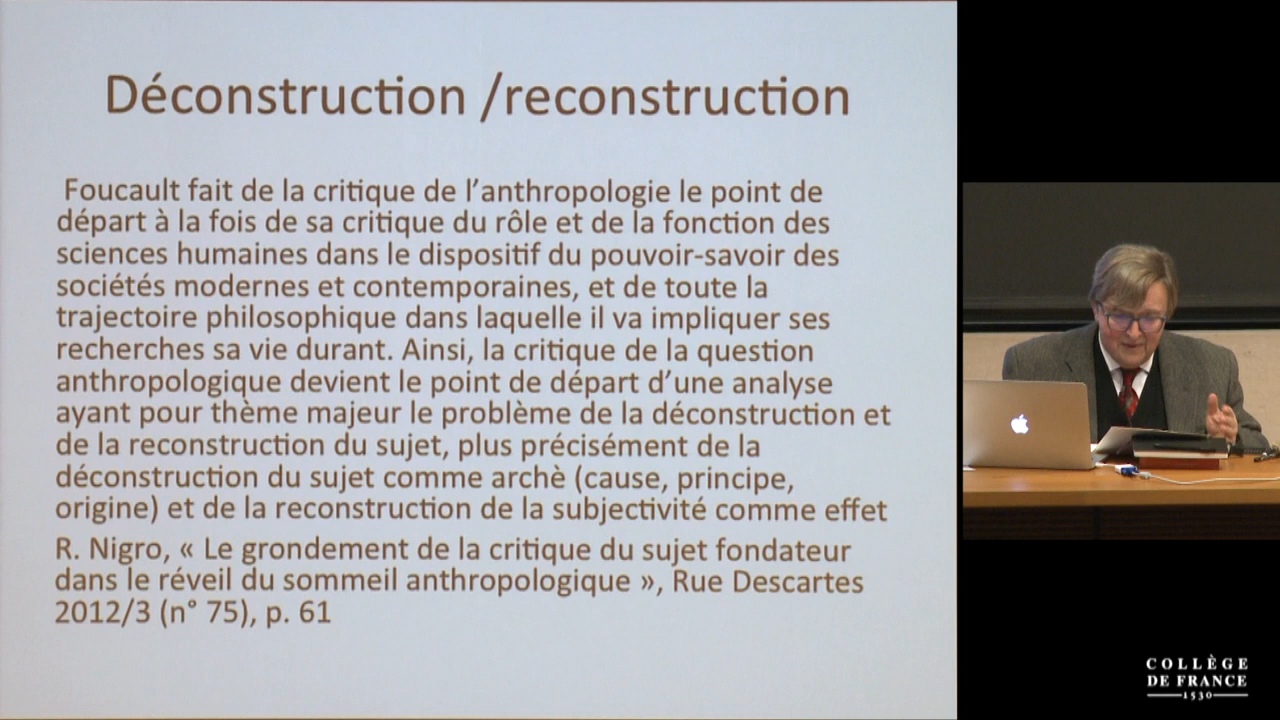 Déconstruction /reconstruction
Foucault fait de la critique de l’anthropologie le point de
départ à la fois de sa critique du rôle et de la fonction des
sciences humaines dans le dispositif du pouvoir-savoir des
sociétés modernes et contemporaines, et de toute la
trajectoire philosophique dans laquelle il va impliquer ses
recherches sa vie durant. Ainsi, la critique de la question
anthropologique devient le point de départ d’une analyse
ayant pour thème majeur le problème de la déconstruction et
de la reconstruction du sujet, plus précisément de la
déconstruction du sujet comme archè (cause, principe,
origine) et de la reconstruction de la subjectivité comme effet
R. Nigro, « Le grondement de la critique du sujet fondateur
dans le réveil du sommeil anthropologique », Rue Descartes
2012/3 (n° 75), p. 61
COLLÈGE
DE FRANCE
1530